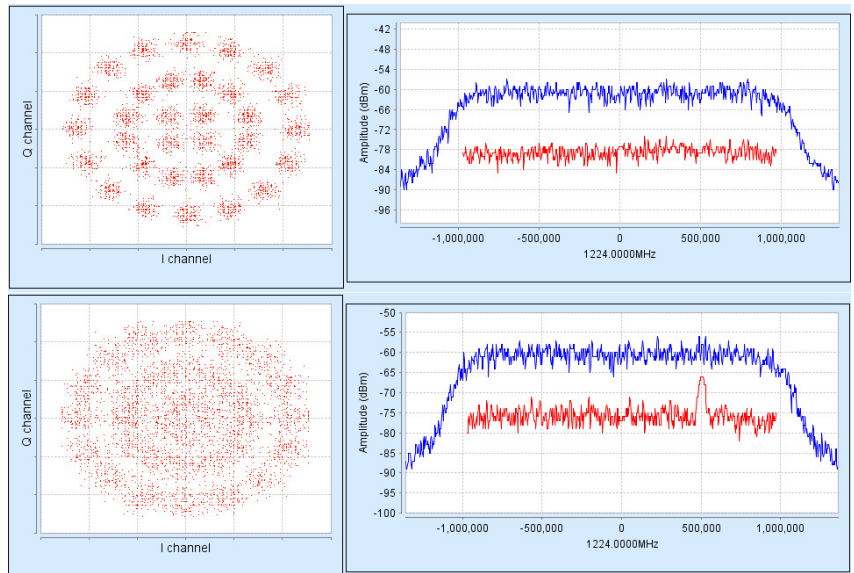 Q channel
I channel
Amplitude (dBm)
-42
-48
-54
-60
-66
-72
-78
-84
-90
-96
-1,000,000 -500,000 0 500,000 1,000,000
1224.0000MHz
Q channel
I channel
Amplitude (dBm)
-50
-55
-60
-65
-70
-75
-80
-85
-90
-95
-100
-1,000,000 -500,000 0 500,000 1,000,000
1224.0000MHz